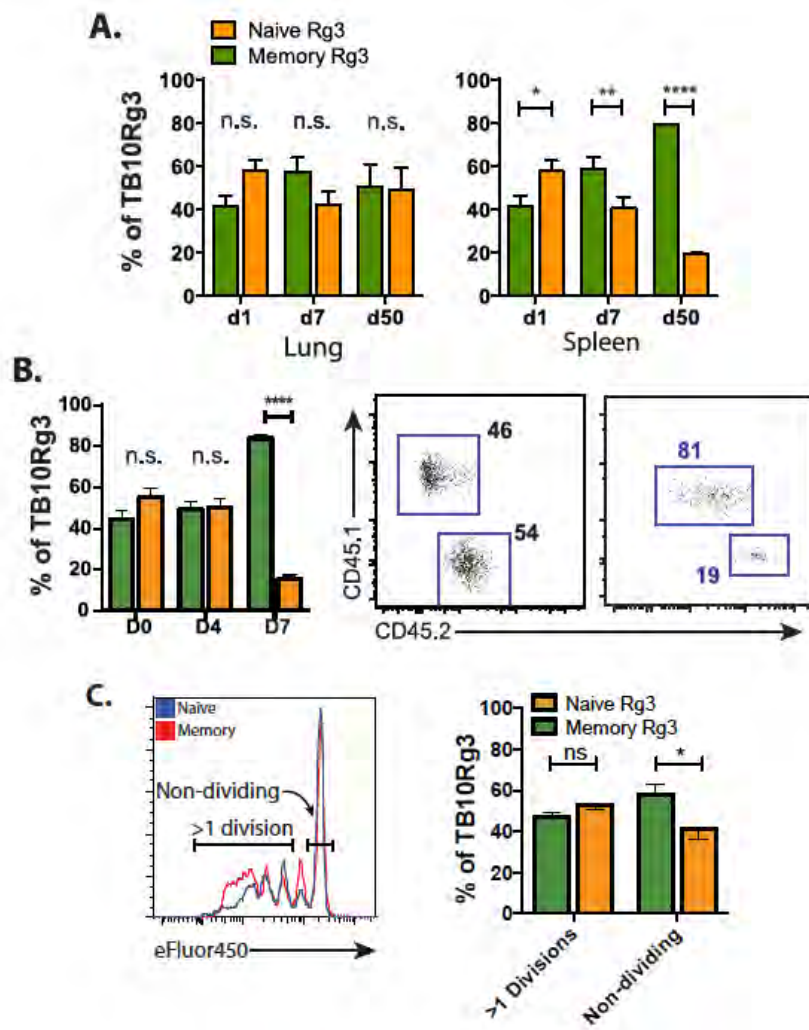 A.
Naive Rg3
Memory Rg3
% of TB10Rg3
100
80
60
40
20
0
n.s.
n.s.
n.s.
d1
d7
d50
Lung
100
80
60
40
20
0
*
**
****
d1
d7
d50
Spleen
B.
% of TB10Rg3
100
80
60
40
20
0
n.s.
n.s.
****
D0
D4
D7
46
54
81
19
CD45.1
CD45.2
C.
Naïve
Memory
Non-dividing
>1 division
eFluor450
Naive Rg3
Memory Rg3
% of TB10Rg3
100
80
60
40
20
0
ns
*
>1 Divisions
Non-dividing